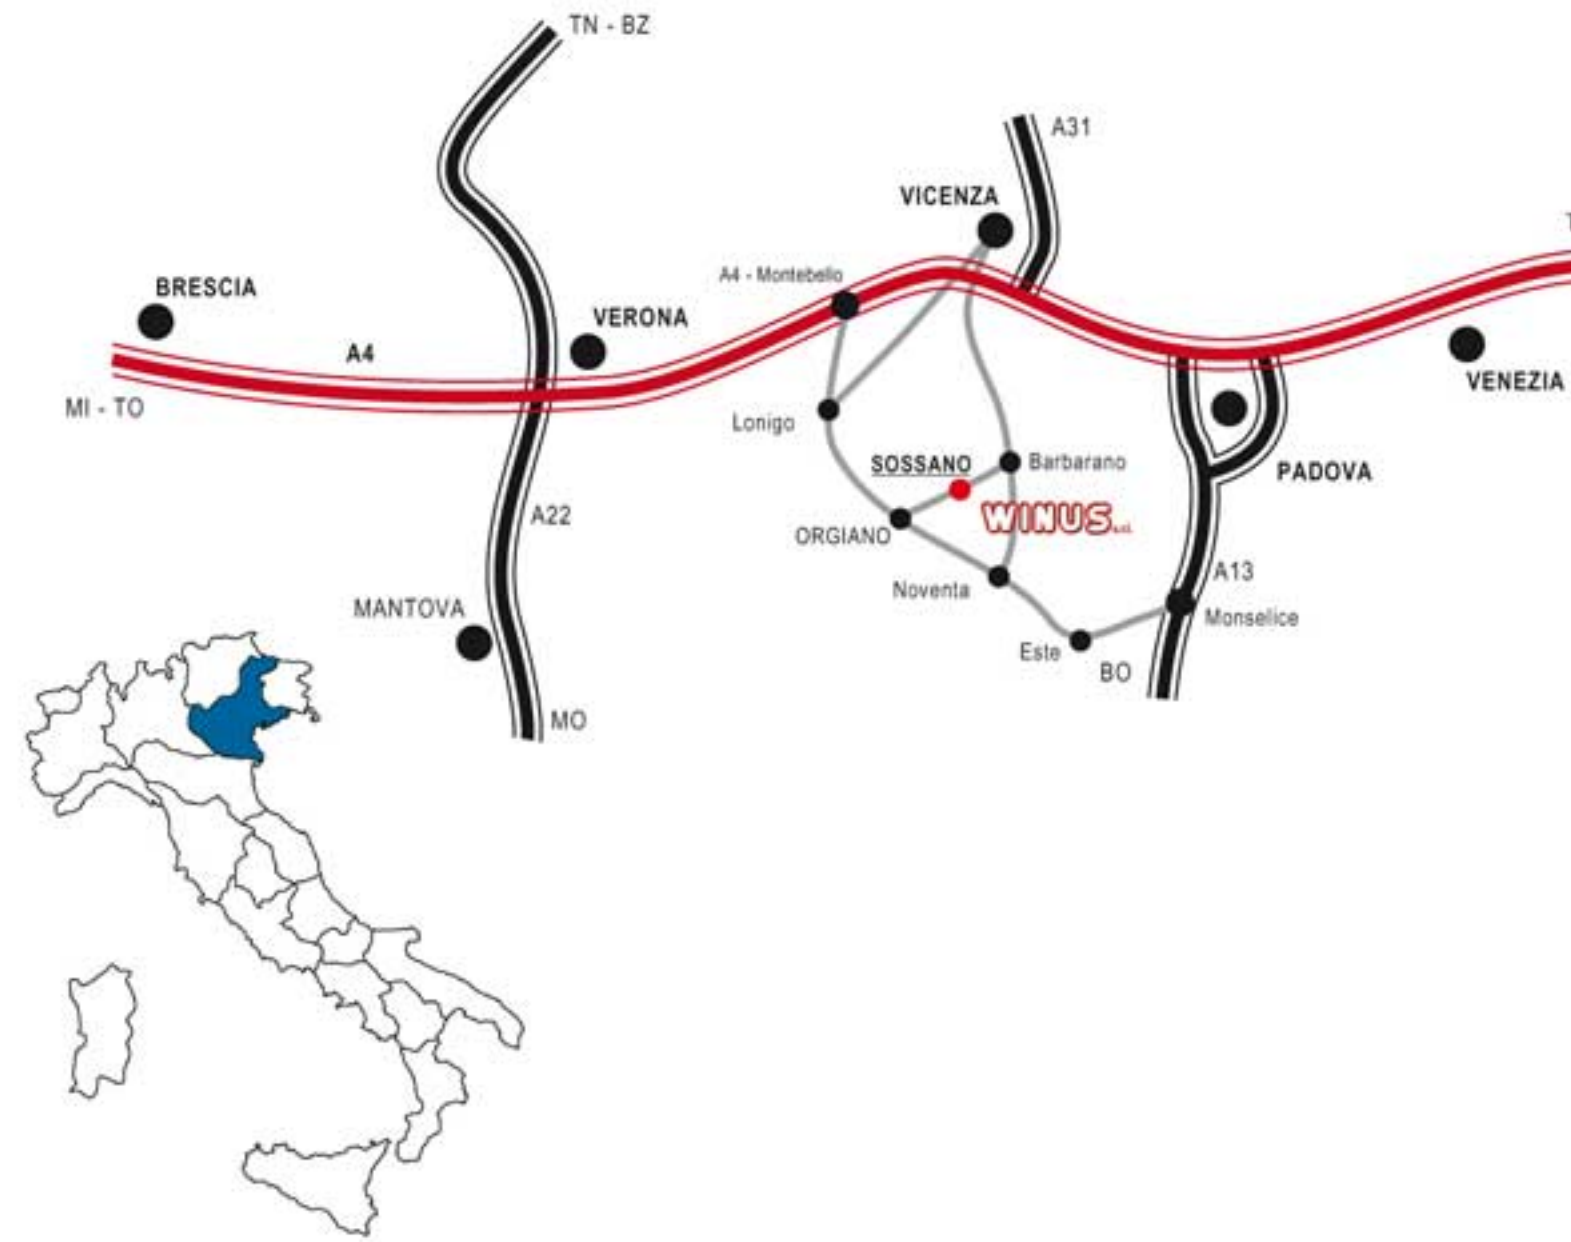 TN - BZ
A31
VICENZA
A4 - Montebello
BRESCIA
VERONA
A4
MI - TO
VENEZIA
Lonigo
SOSSANO
Barbarano
PADOVA
WINUS
A22
ORGIANO
A13
Noventa
MANTOVA
Monselice
Este
BO
MO